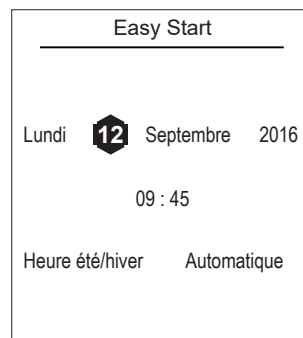 Easy Start
Lundi 12 Septembre 2016
09 : 45
Heure été/hiver Automatique